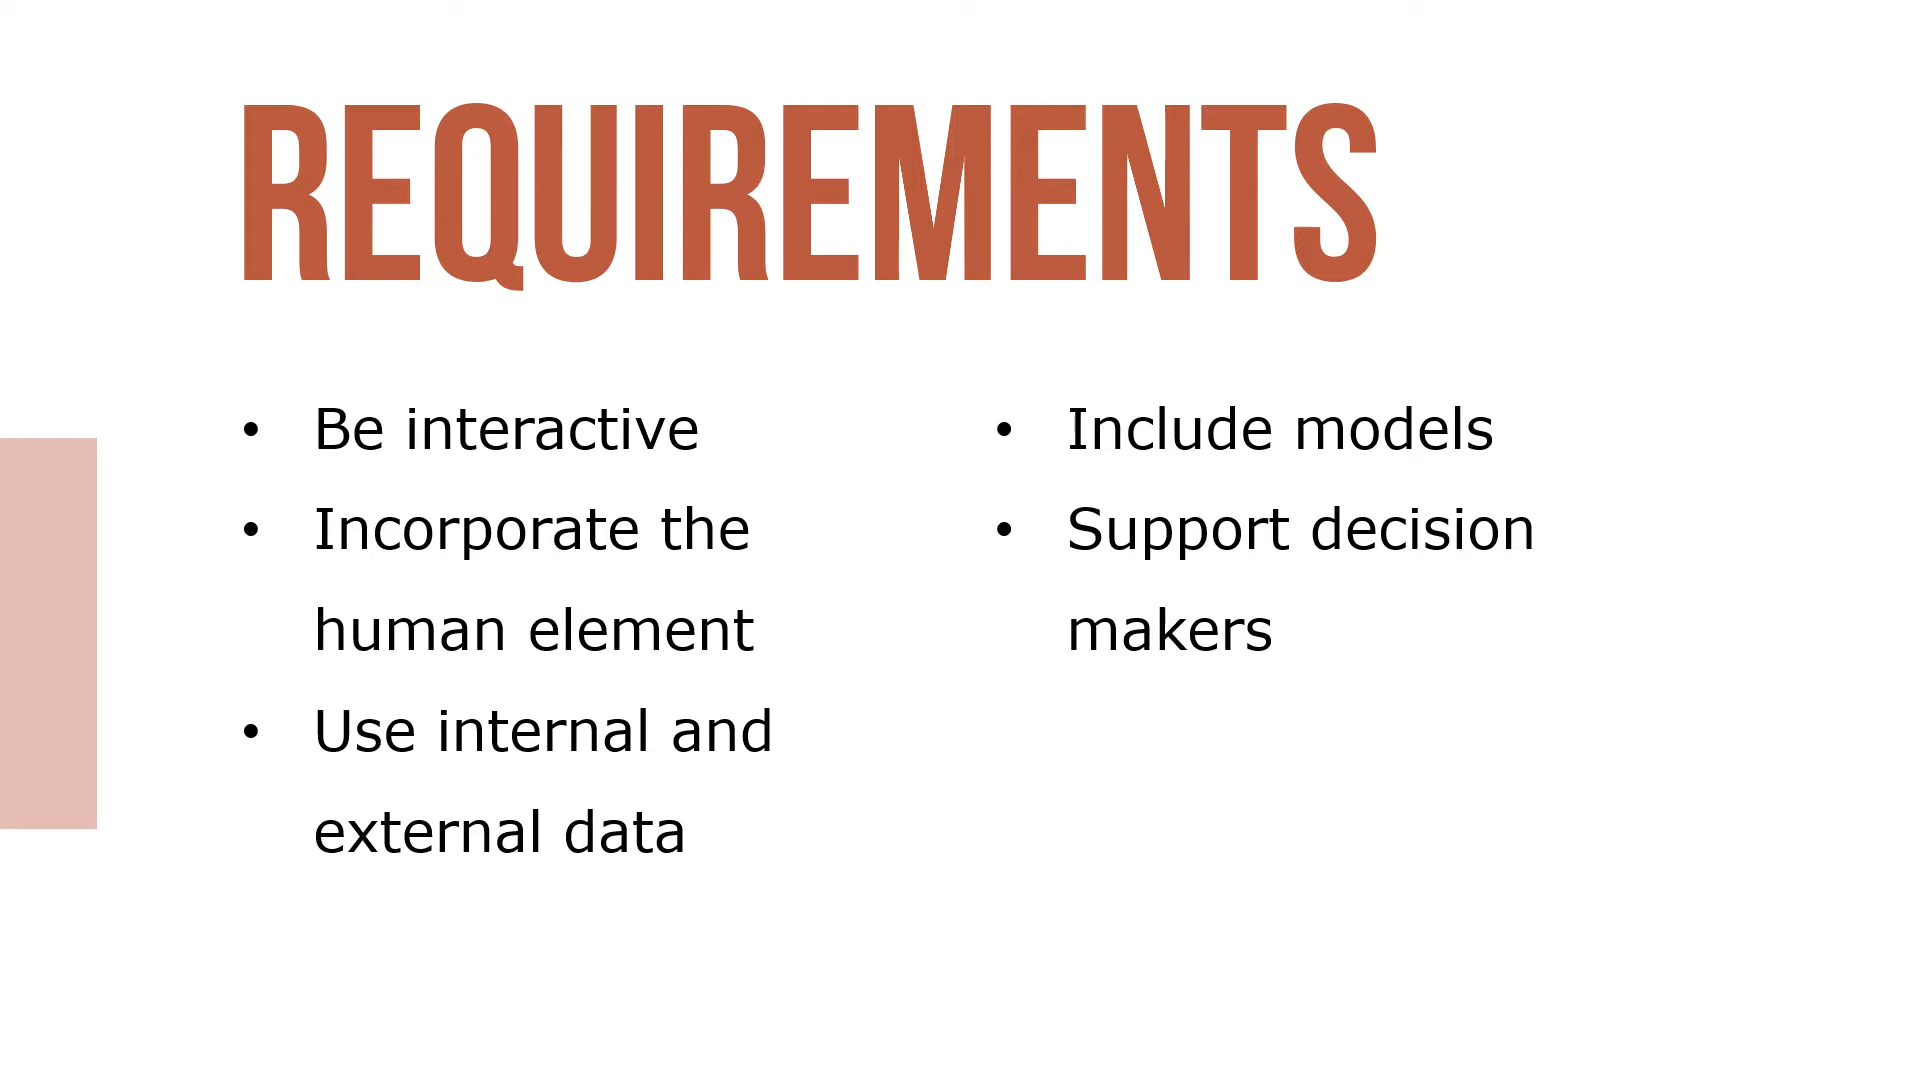 REQUIREMENTS
• Be interactive
• Incorporate the
human element
• Use internal and
external data
• Include models
• Support decision
makers